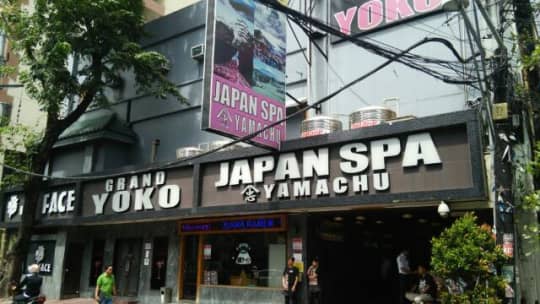 YOKO
JAPAN SPA
YAMACHU
FACE
GRAND
YOKO
JAPAN SPA
YAMACHU